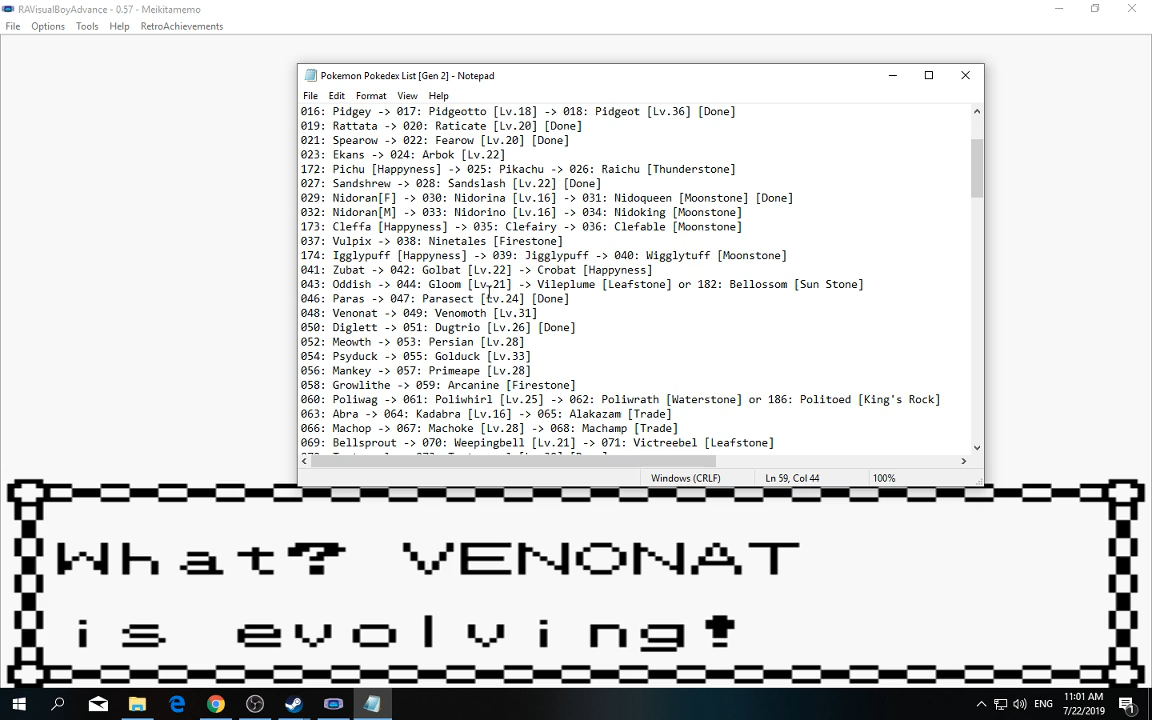 RAVisualBoyAdvance - 0.57 - Meikitamemo
File Options Tools Help RetroAchievements
Pokemon Pokedex List [Gen 2] - Notepad
File Edit Format View Help
016: Pidgey -> 017: Pidgeotto [Lv.18] -> 018: Pidgeot [Lv.36] [Done]
019: Rattata -> 020: Raticate [Lv.20] [Done]
021: Spearow -> 022: Fearow [Lv.20] [Done]
023: Ekans -> 024: Arbok [Lv.22]
172: Pichu [Happyness] -> 025: Pikachu -> 026: Raichu [Thunderstone]
027: Sandshrew -> 028: Sandslash [Lv.22] [Done]
029: Nidoran[F] -> 030: Nidorina [Lv.16] -> 031: Nidoqueen [Moonstone] [Done]
032: Nidoran[M] -> 033: Nidorino [Lv.16] -> 034: Nidoking [Moonstone]
173: Cleffa [Happyness] -> 035: Clefairy -> 036: Clefable [Moonstone]
037: Vulpix -> 038: Ninetales [Firestone]
174: Igglypuff [Happyness] -> 039: Jigglypuff -> 040: Wigglytuff [Moonstone]
041: Zubat -> 042: Golbat [Lv.22] -> Crobat [Happyness]
043: Oddish -> 044: Gloom [Lv.21] -> Vileplume [Leafstone] or 182: Bellossom [Sun Stone]
046: Paras -> 047: Parasect [Lv.24] [Done]
048: Venonat -> 049: Venomoth [Lv.31]
050: Diglett -> 051: Dugtrio [Lv.26] [Done]
052: Meowth -> 053: Persian [Lv.28]
054: Psyduck -> 055: Golduck [Lv.33]
056: Mankey -> 057: Primeape [Lv.28]
058: Growlithe -> 059: Arcanine [Firestone]
060: Poliwag -> 061: Poliwhirl [Lv.25] -> 062: Poliwrath [Waterstone] or 186: Politoed [King's Rock]
063: Abra -> 064: Kadabra [Lv.16] -> 065: Alakazam [Trade]
066: Machop -> 067: Machoke [Lv.28] -> 068: Machamp [Trade]
069: Bellsprout -> 070: Weepingbell [Lv.21] -> 071: Victreebel [Leafstone]
Windows (CRLF) Ln 59, Col 44 100%
What? VENONAT
is evolving!
ENG
11:01 AM
7/22/2019
1